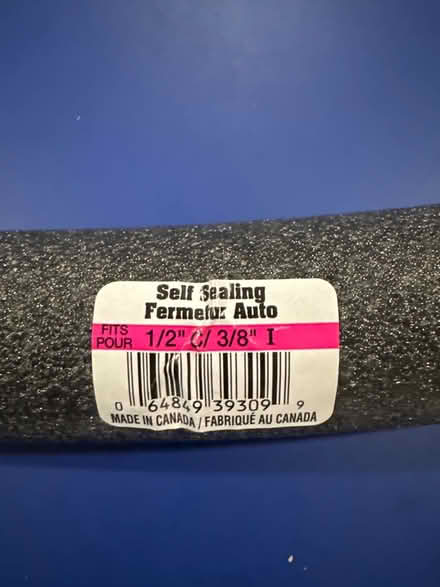 Self Sealing
Fermetur Auto
FITS
POUR 1/2" C/ 3/8" I
0 64849 39309 9
MADE IN CANADA / FABRIQUÉ AU CANADA